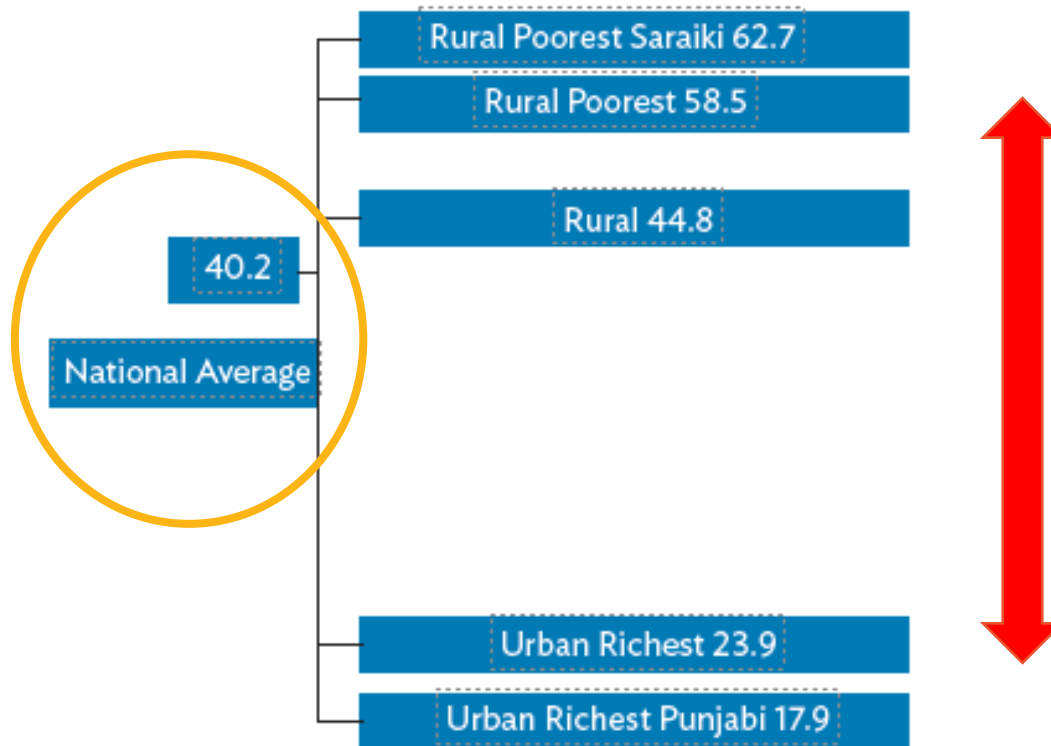 Rural Poorest Saraiki 62.7
Rural Poorest 58.5
Rural 44.8
40.2
National Average
Urban Richest 23.9
Urban Richest Punjabi 17.9